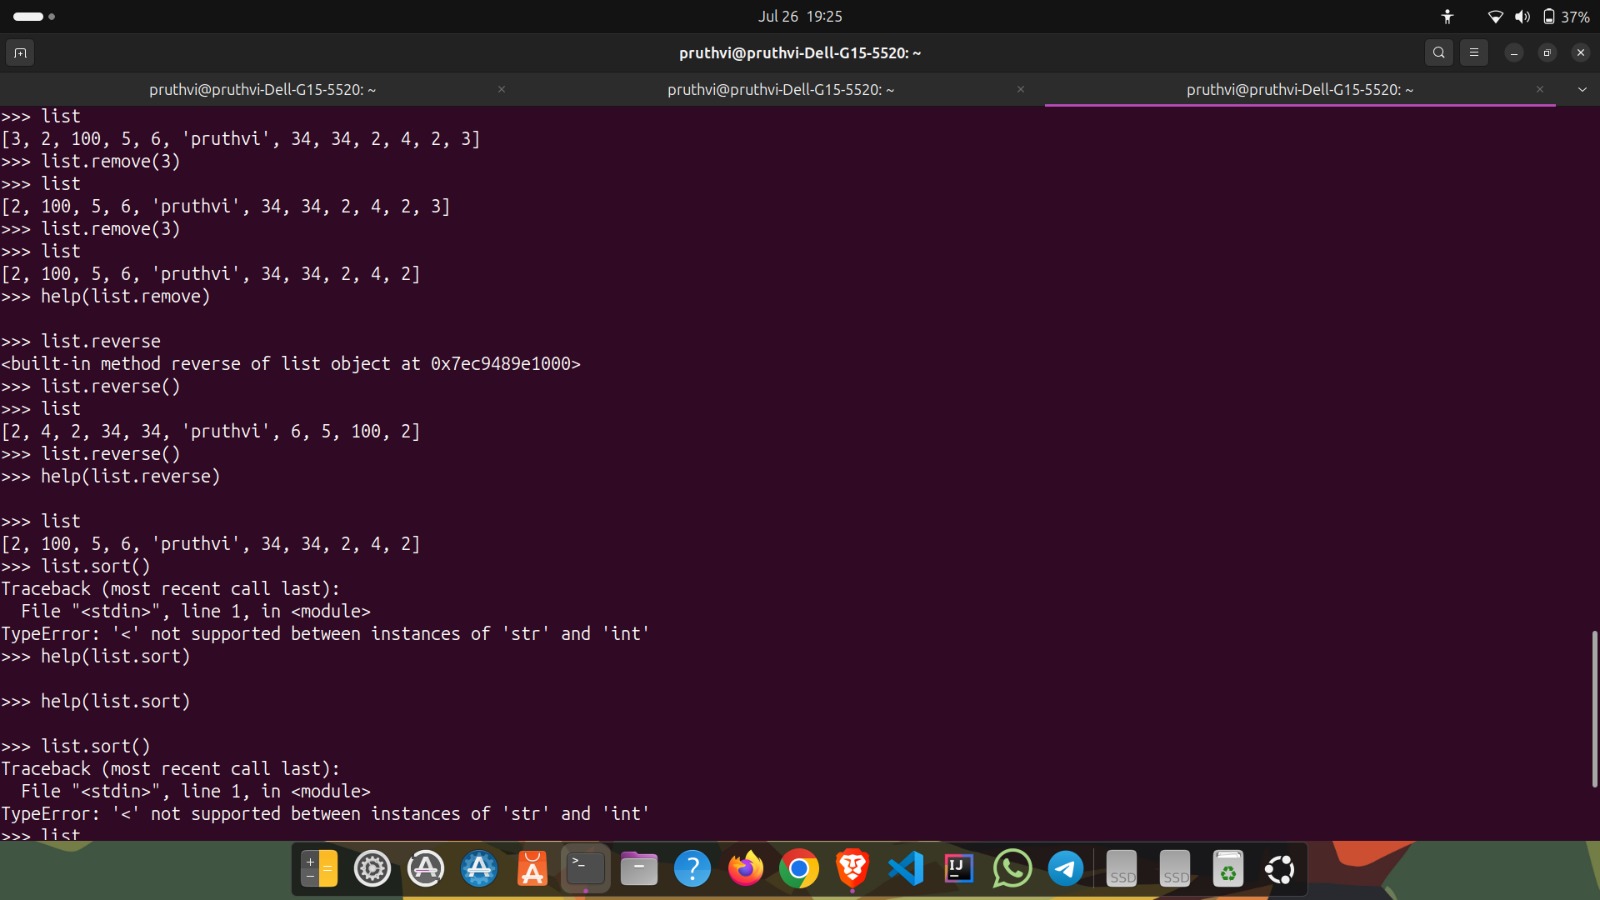 Jul 26 19:25
37%
pruthvi@pruthvi-Dell-G15-5520: ~
pruthvi@pruthvi-Dell-G15-5520: ~
pruthvi@pruthvi-Dell-G15-5520: ~
pruthvi@pruthvi-Dell-G15-5520: ~
>>> list
[3, 2, 100, 5, 6, 'pruthvi', 34, 34, 2, 4, 2, 3]
>>> list.remove(3)
>>> list
[2, 100, 5, 6, 'pruthvi', 34, 34, 2, 4, 2, 3]
>>> list.remove(3)
>>> list
[2, 100, 5, 6, 'pruthvi', 34, 34, 2, 4, 2]
>>> help(list.remove)
>>> list.reverse
<built-in method reverse of list object at 0x7ec9489e1000>
>>> list.reverse()
>>> list
[2, 4, 2, 34, 34, 'pruthvi', 6, 5, 100, 2]
>>> list.reverse()
>>> help(list.reverse)
>>> list
[2, 100, 5, 6, 'pruthvi', 34, 34, 2, 4, 2]
>>> list.sort()
Traceback (most recent call last):
  File "<stdin>", line 1, in <module>
TypeError: '<' not supported between instances of 'str' and 'int'
>>> help(list.sort)
>>> help(list.sort)
>>> list.sort()
Traceback (most recent call last):
  File "<stdin>", line 1, in <module>
TypeError: '<' not supported between instances of 'str' and 'int'
>>> list
>_
?
IJ
SSD
SSD